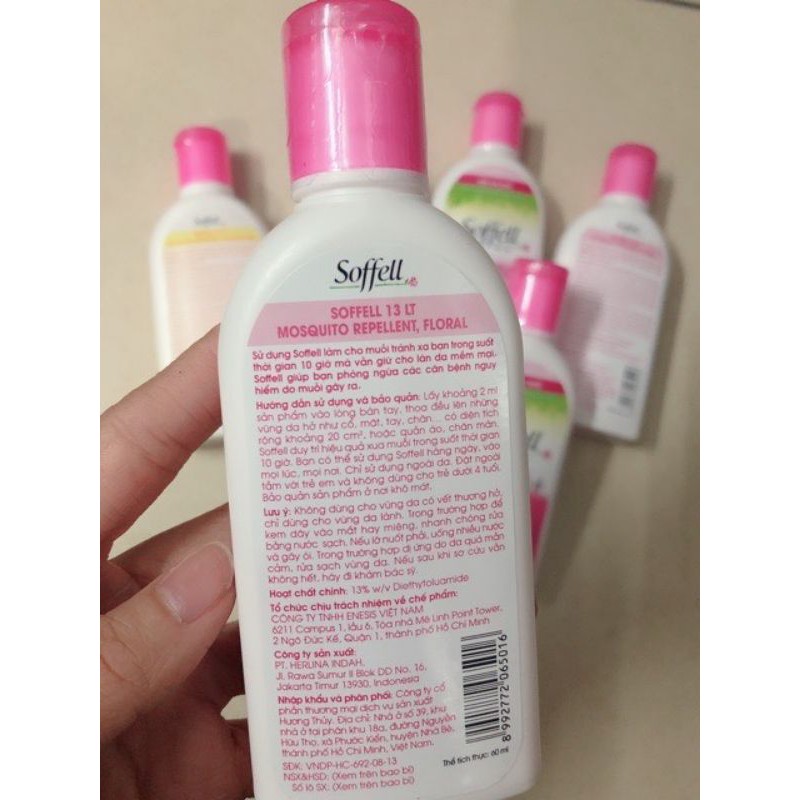 Soffell
SOFFELL 13 LT
MOSQUITO REPELLENT, FLORAL
Sử dụng Soffell làm cho muỗi tránh xa bạn trong suốt
thời gian 10 giờ mà vẫn giữ cho làn da mềm mại.
Soffell giúp bạn phòng ngừa các căn bệnh nguy
hiểm do muỗi gây ra.
Hướng dẫn sử dụng và bảo quản: Lấy khoảng 2 ml
sản phẩm vào lòng bàn tay, thoa đều lên những
vùng da hở như cổ, mặt, tay, chân... có diện tích
rộng khoảng 20 cm², hoặc quần áo, chăn màn.
Soffell duy trì hiệu quả xua muỗi trong suốt thời gian
10 giờ. Bạn có thể sử dụng Soffell hàng ngày, vào
mọi lúc, mọi nơi. Chỉ sử dụng ngoài da. Đặt ngoài
tầm với trẻ em và không dùng cho trẻ dưới 4 tuổi.
Bảo quản sản phẩm ở nơi khô mát.
Lưu ý: Không dùng cho vùng da có vết thương hở,
chỉ dùng cho vùng da lành. Trong trường hợp để
kem dây vào mắt hay miệng, nhanh chóng rửa
bằng nước sạch. Nếu lỡ nuốt phải, uống nhiều nước
và gây ói. Trong trường hợp dị ứng do da quá mẫn
cảm, rửa sạch vùng da. Nếu sau khi sơ cứu vẫn
không hết, hãy đi khám bác sỹ.
Hoạt chất chính: 13% w/v Diethyltoluamide
Tổ chức chịu trách nhiệm về chế phẩm:
CÔNG TY TNHH ENESIS VIỆT NAM
6211 Campus 1, lầu 6, Tòa nhà Mê Linh Point Tower,
2 Ngô Đức Kế, Quận 1, thành phố Hồ Chí Minh
Công ty sản xuất:
PT. HERLINA INDAH.
Jl. Rawa Sumur II Blok DD No. 16,
Jakarta Timur 13930, Indonesia
Nhập khẩu và phân phối: Công ty cổ
phần thương mại dịch vụ sản xuất
Hương Thủy. Địa chỉ: Nhà ở số 39, khu
nhà ở tại phân khu 18a, đường Nguyễn
Hữu Thọ, xã Phước Kiển, huyện Nhà Bè,
thành phố Hồ Chí Minh, Việt Nam.
SĐK: VNDP-HC-692-08-13
NSX&HSD: (Xem trên bao bì)
Số lô SX: (Xem trên bao bì)
8 992772 065016
Thể tích thực: 60 ml
Soffell
Soffell